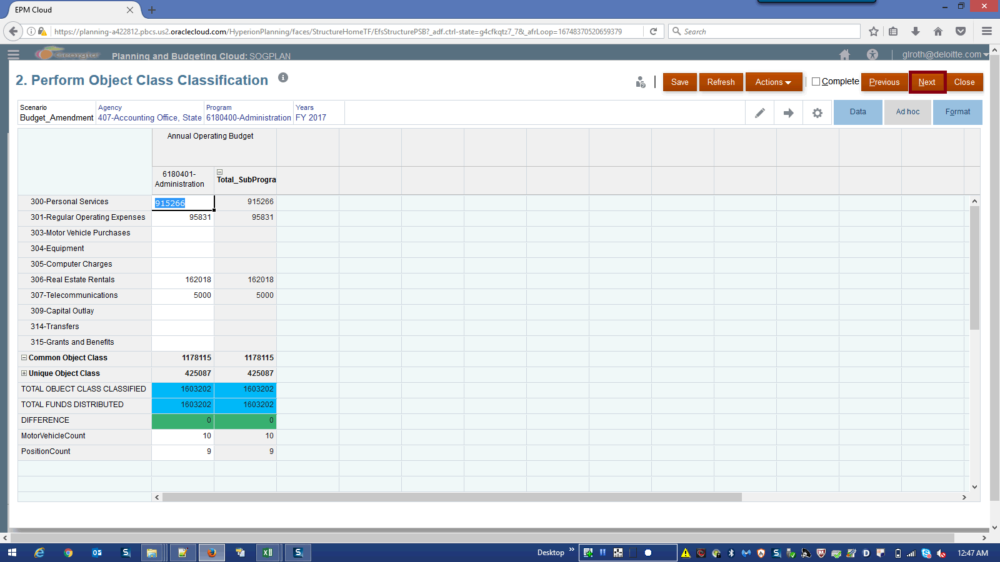 EPM Cloud
https://planning-a422812.pbcs.us2.oraclecloud.com/HyperionPlanning/faces/StructureHomeTF/EfsStructurePSB?_adf.ctrl-state=g4cfkqtz7_7&_afrLoop=16748370520659379
Search
Georgia Planning and Budgeting Cloud: SOGPLAN glroth@deloitte.com
2. Perform Object Class Classification
Save Refresh Actions Complete Previous Next Close
Scenario Agency Program Years
Budget_Amendment 407-Accounting Office, State 6180400-Administration FY 2017
Data Ad hoc Format
Annual Operating Budget
6180401-
Administration
Total_SubProgra
300-Personal Services 915266 915266
301-Regular Operating Expenses 95831 95831
303-Motor Vehicle Purchases
304-Equipment
305-Computer Charges
306-Real Estate Rentals 162018 162018
307-Telecommunications 5000 5000
309-Capital Outlay
314-Transfers
315-Grants and Benefits
Common Object Class 1178115 1178115
Unique Object Class 425087 425087
TOTAL OBJECT CLASS CLASSIFIED 1603202 1603202
TOTAL FUNDS DISTRIBUTED 1603202 1603202
DIFFERENCE 0 0
MotorVehicleCount 10 10
PositionCount 9 9
Desktop 12:47 AM